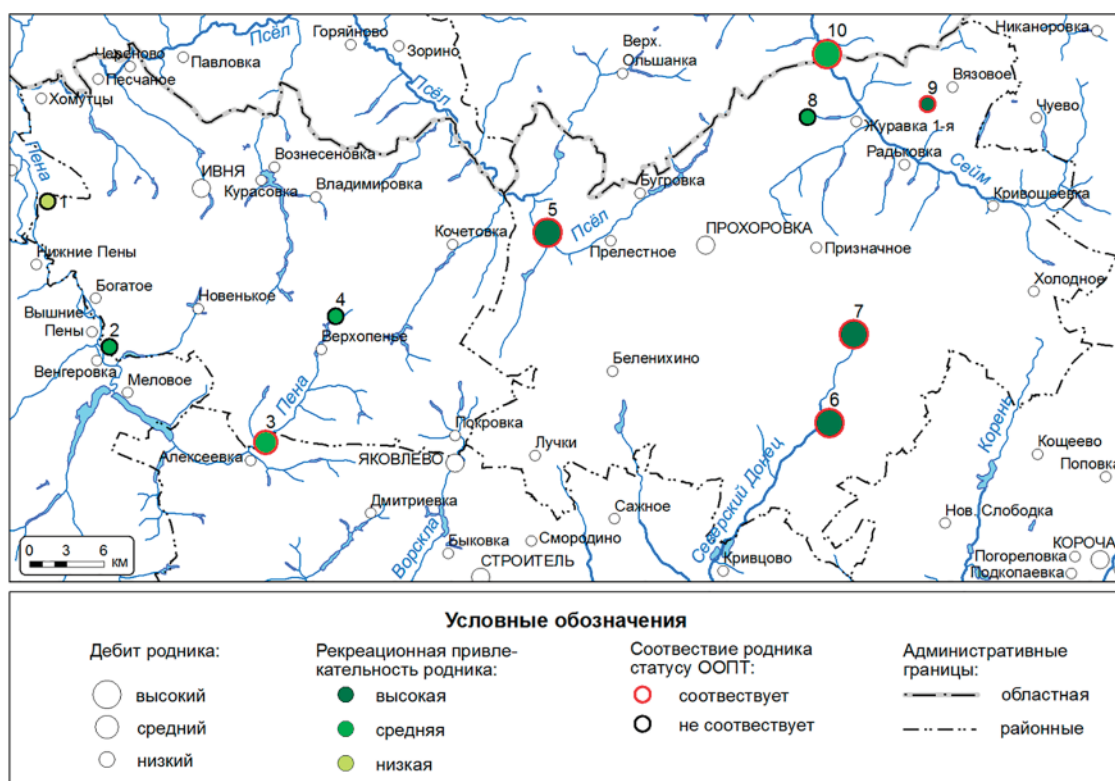 Псёл
Горяйново
Зорино
10
Никаноровка
Череново
Павловка
Верх.
Ольшанка
Песчаное
Хомутцы
Псёл
9
Вязовое
8
Чуево
Журавка 1-я
Пена
Вознесеновка
Радьковка
ИВНЯ
Курасовка
Владимировка
Бугровка
Сейм
Кривошеевка
1
5
Псёл
ПРОХОРОВКА
Кочетовка
Прелестное
Призначное
Нижние Пены
Богатое
Новенькое
Холодное
4
Вышние
Пены
2
7
Верхопенье
Венгеровка
Беленихино
Меловое
Пена
6
3
Корень
Покровка
Кощеево
Алексеевка
ЯКОВЛЕВО
Лучки
Поповка
Северский Донец
Дмитриевка
Сажное
Нов. Слободка
Ворскла
Быковка
Смородино
0 3 6
км
СТРОИТЕЛЬ
Кривцово
Погореловка
КОРОЧА
Подкопаевка
Условные обозначения
Дебит родника:
высокий
средний
низкий
Рекреационная привле-
кательность родника:
высокая
средняя
низкая
Соотвествие родника
статусу ООПТ:
соотвествует
не соотвествует
Административные
границы:
областная
районные